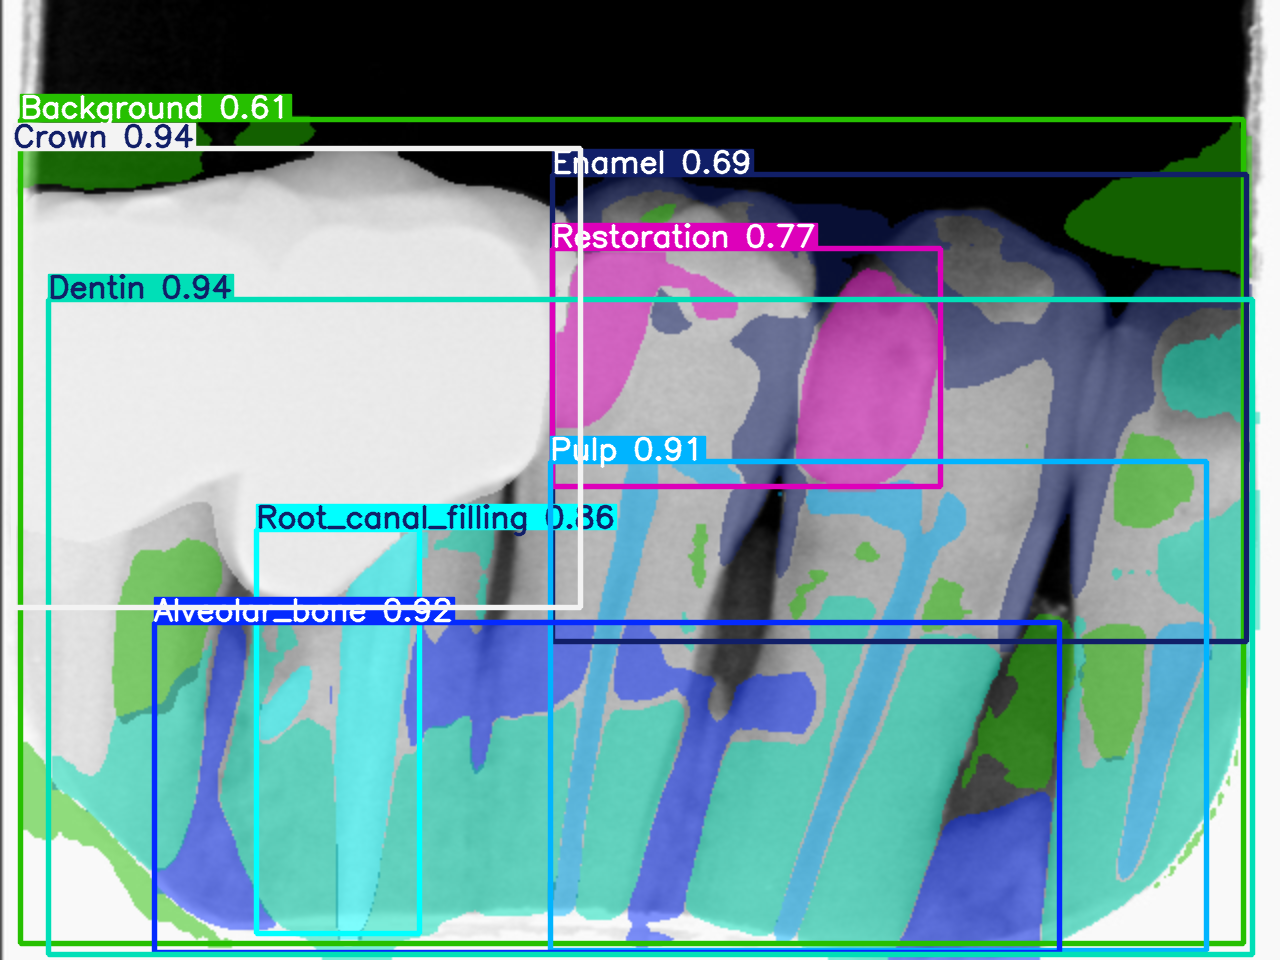 Background 0.61
Crown 0.94
Enamel 0.69
Restoration 0.77
Dentin 0.94
Pulp 0.91
Root_canal_filling 0.86
Alveolar_bone 0.92